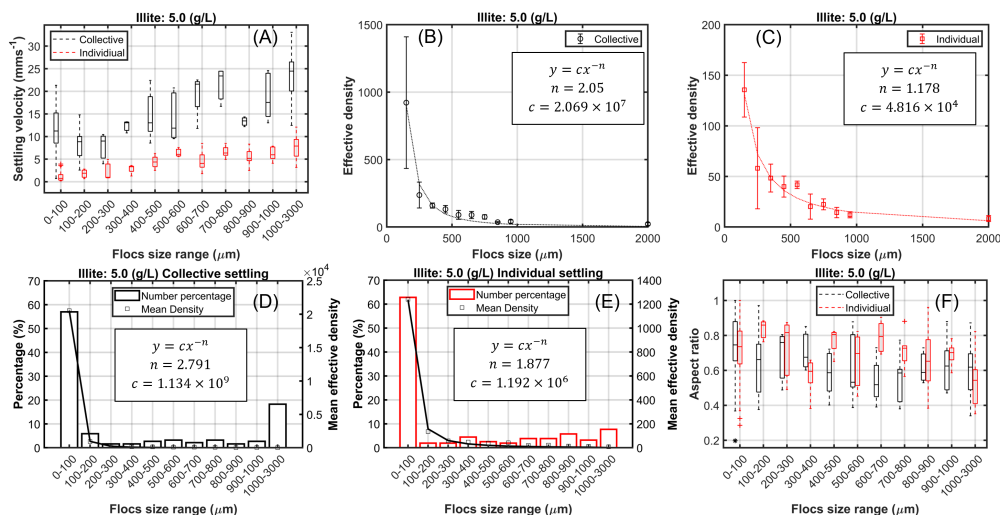 Illite: 5.0 (g/L)
(A)
Collective
Individual
Settling velocity (mms⁻¹)
35
30
25
20
15
10
5
0
0-100
100-200
200-300
300-400
400-500
500-600
600-700
700-800
800-900
900-1000
1000-3000
Flocs size range (μm)
Illite: 5.0 (g/L)
(B)
Collective
y = cx⁻ⁿ
n = 2.05
c = 2.069 × 10⁷
Effective density
1500
1000
500
0
0
500
1000
1500
2000
Size (μm)
Illite: 5.0 (g/L)
(C)
Individual
y = cx⁻ⁿ
n = 1.178
c = 4.816 × 10⁴
Effective density
200
150
100
50
0
0
500
1000
1500
2000
Size (μm)
Illite: 5.0 (g/L) Collective settling
×10⁴
(D)
Number percentage
Mean Density
y = cx⁻ⁿ
n = 2.791
c = 1.134 × 10⁹
Percentage (%)
70
60
50
40
30
20
10
0
Mean effective density
2.5
2
1.5
1
0.5
0
0-100
100-200
200-300
300-400
400-500
500-600
600-700
700-800
800-900
900-1000
1000-3000
Flocs size range (μm)
Illite: 5.0 (g/L) Individual settling
(E)
Number percentage
Mean Density
y = cx⁻ⁿ
n = 1.877
c = 1.192 × 10⁶
Percentage (%)
70
60
50
40
30
20
10
0
Mean effective density
1400
1200
1000
800
600
400
200
0
0-100
100-200
200-300
300-400
400-500
500-600
600-700
700-800
800-900
900-1000
1000-3000
Flocs size range (μm)
Illite: 5.0 (g/L)
(F)
Collective
Individual
Aspect ratio
1
0.8
0.6
0.4
0.2
0-100
100-200
200-300
300-400
400-500
500-600
600-700
700-800
800-900
900-1000
1000-3000
Flocs size range (μm)